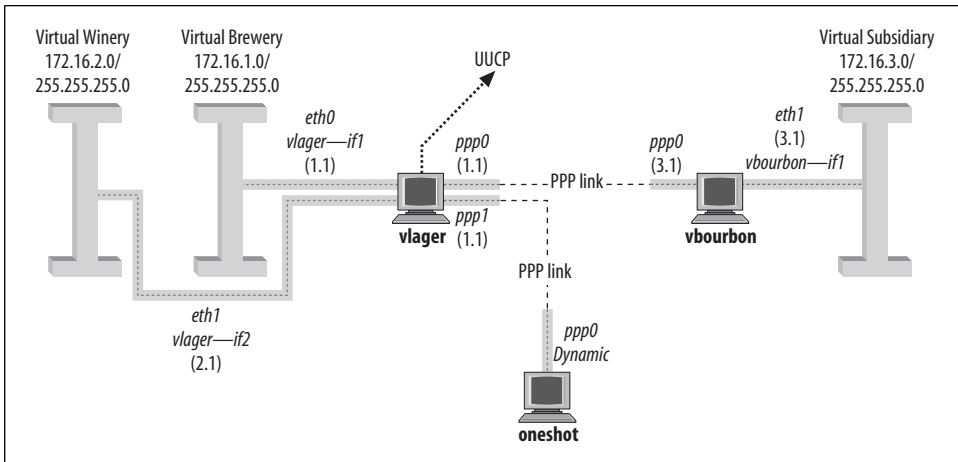 Virtual Winery
172.16.2.0/
255.255.255.0
Virtual Brewery
172.16.1.0/
255.255.255.0
UUCP
Virtual Subsidiary
172.16.3.0/
255.255.255.0
eth0
vlager—if1
(1.1)
ppp0
(1.1)
ppp0
(3.1)
eth1
(3.1)
vbourbon—if1
PPP link
vlager
ppp1
(1.1)
vbourbon
PPP link
eth1
vlager—if2
(2.1)
ppp0
Dynamic
oneshot